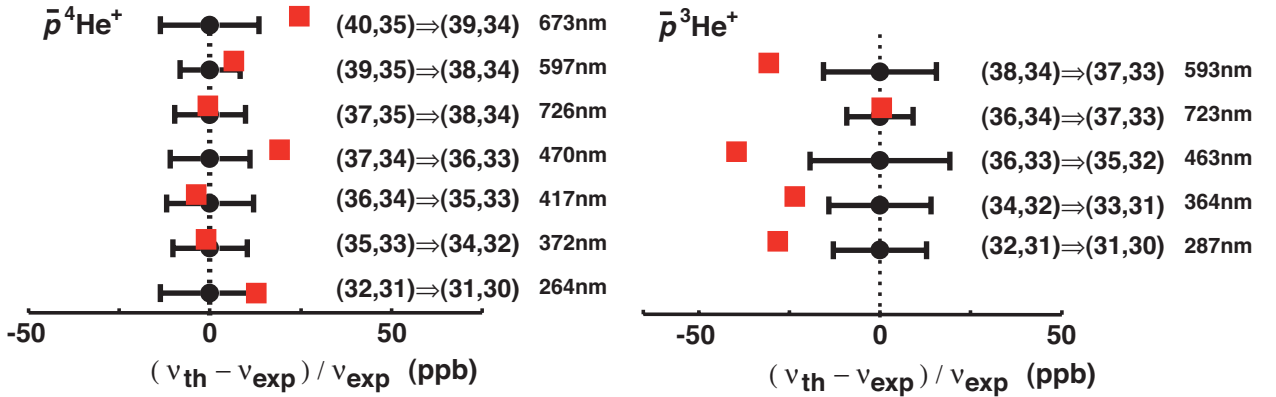 p̄⁴He⁺
(40,35)⇒(39,34) 673nm
(39,35)⇒(38,34) 597nm
(37,35)⇒(38,34) 726nm
(37,34)⇒(36,33) 470nm
(36,34)⇒(35,33) 417nm
(35,33)⇒(34,32) 372nm
(32,31)⇒(31,30) 264nm
-50 0 50
(ν_th − ν_exp) / ν_exp (ppb)
p̄³He⁺
(38,34)⇒(37,33) 593nm
(36,34)⇒(37,33) 723nm
(36,33)⇒(35,32) 463nm
(34,32)⇒(33,31) 364nm
(32,31)⇒(31,30) 287nm
-50 0 50
(ν_th − ν_exp) / ν_exp (ppb)